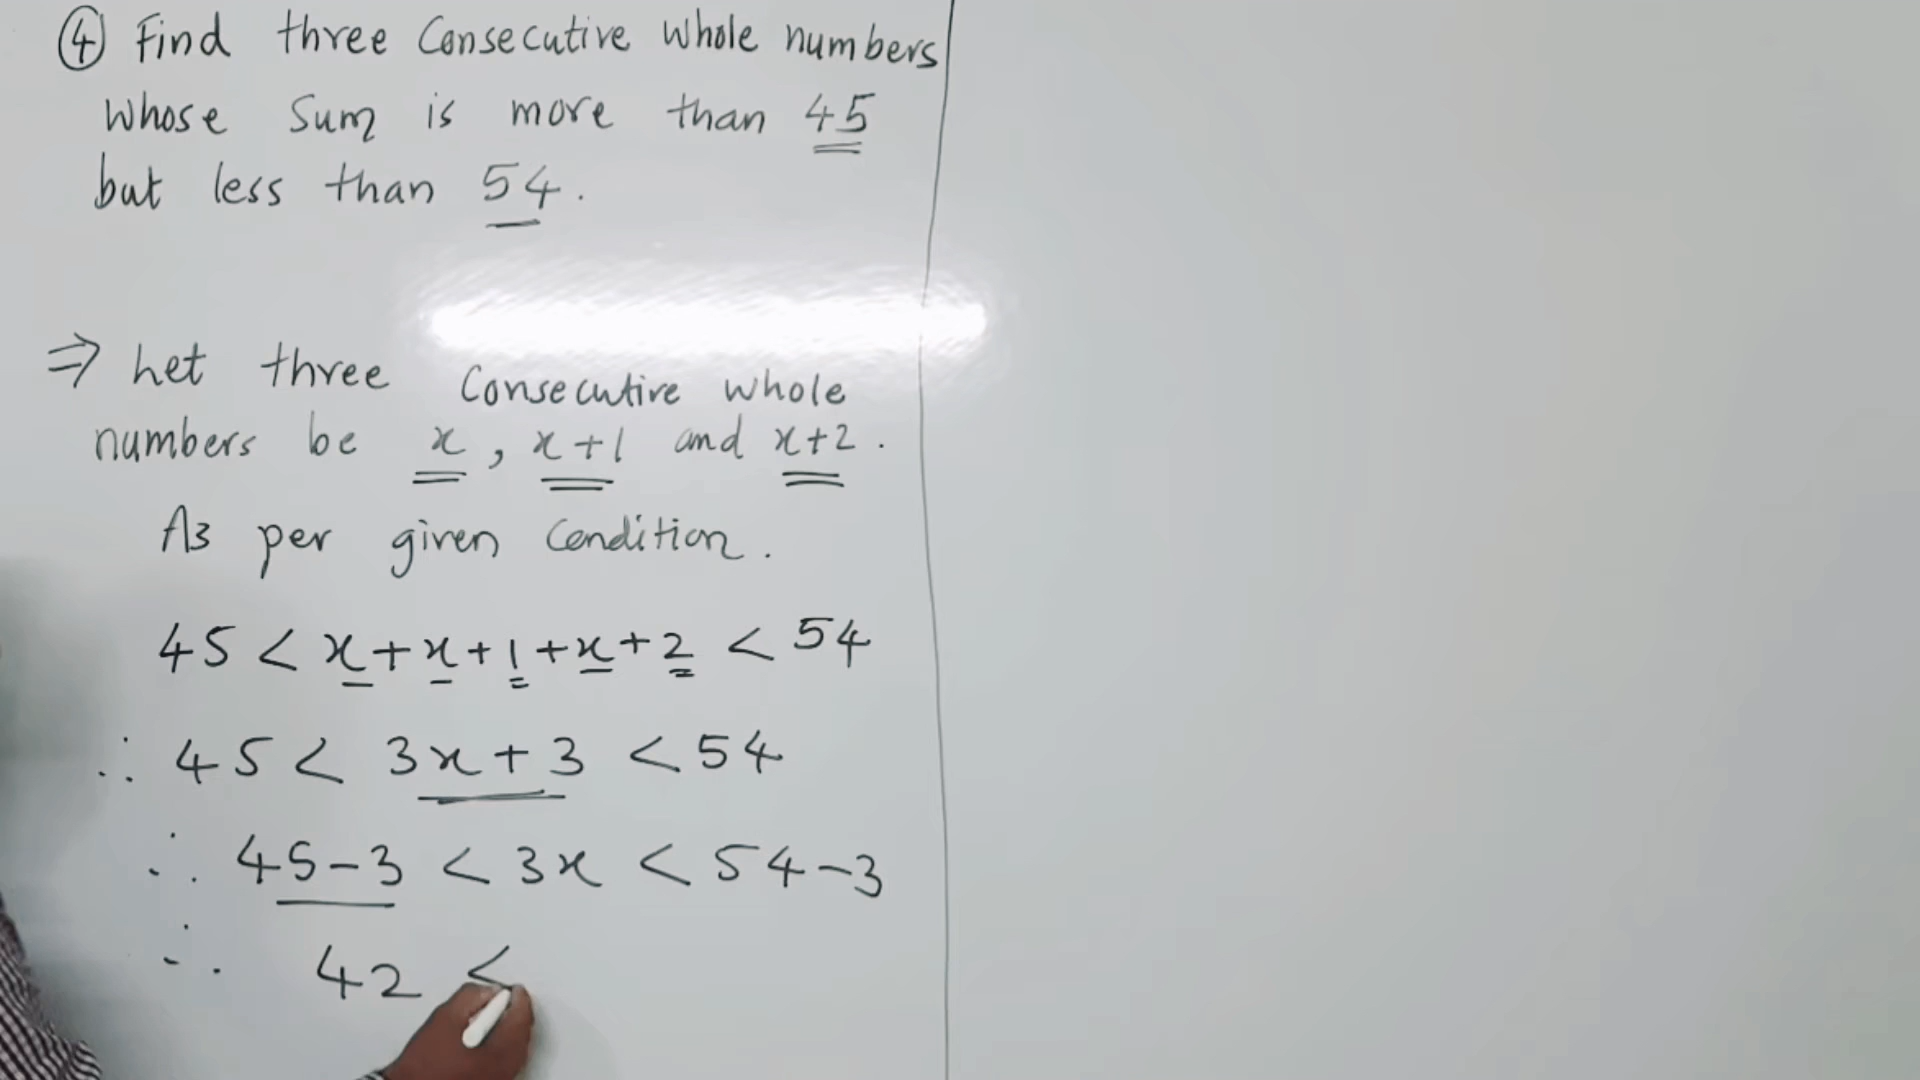 ④ Find three Consecutive whole numbers
whose Sum is more than 45
but less than 54.
⇒ Let three Consecutive whole
numbers be x, x+1 and x+2.
As per given Condition.
45 < x+x+1+x+2 < 54
∴ 45 < 3x+3 < 54
∴ 45-3 < 3x < 54-3
∴ 42 <